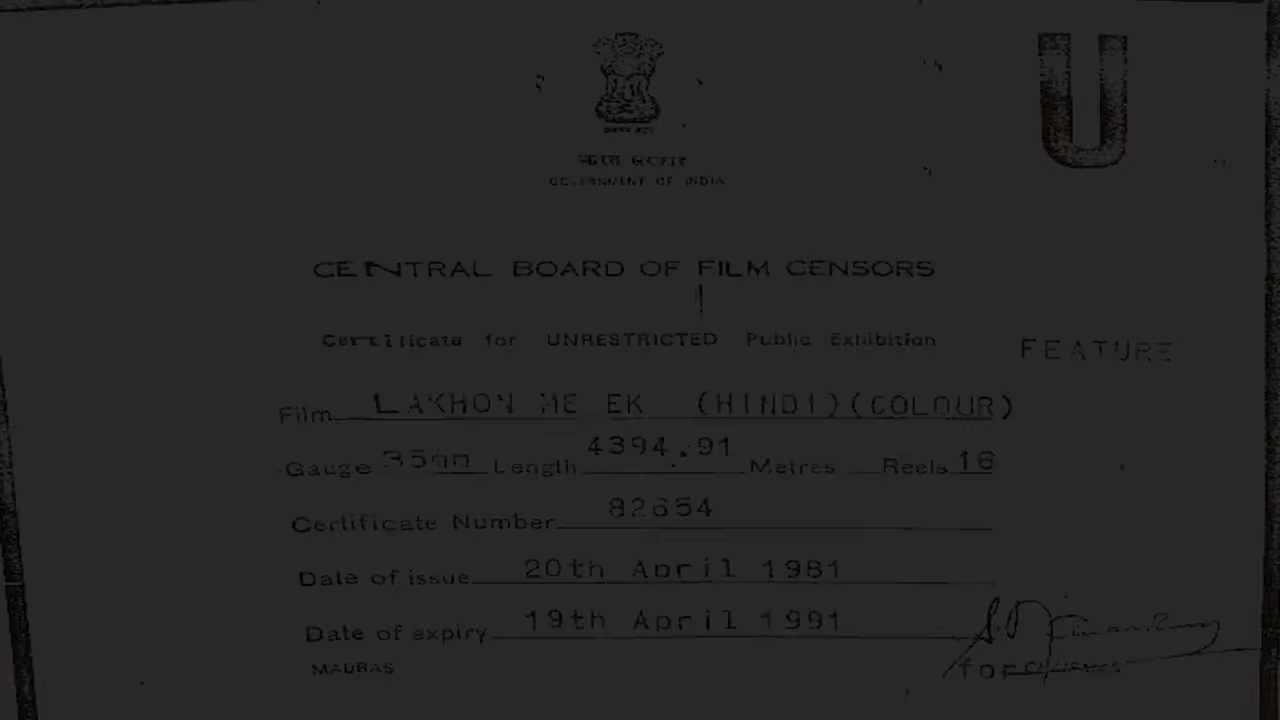 U
भारत सरकार
GOVERNMENT OF INDIA
CENTRAL BOARD OF FILM CENSORS
Certificate for UNRESTRICTED Public Exhibition
FEATURE
Film LAKHON ME EK (HINDI)(COLOUR)
Gauge 35mm Length 4394.91 Metres Reels 16
Certificate Number 82654
Date of issue 20th April 1981
Date of expiry 19th April 1991
MADRAS
for